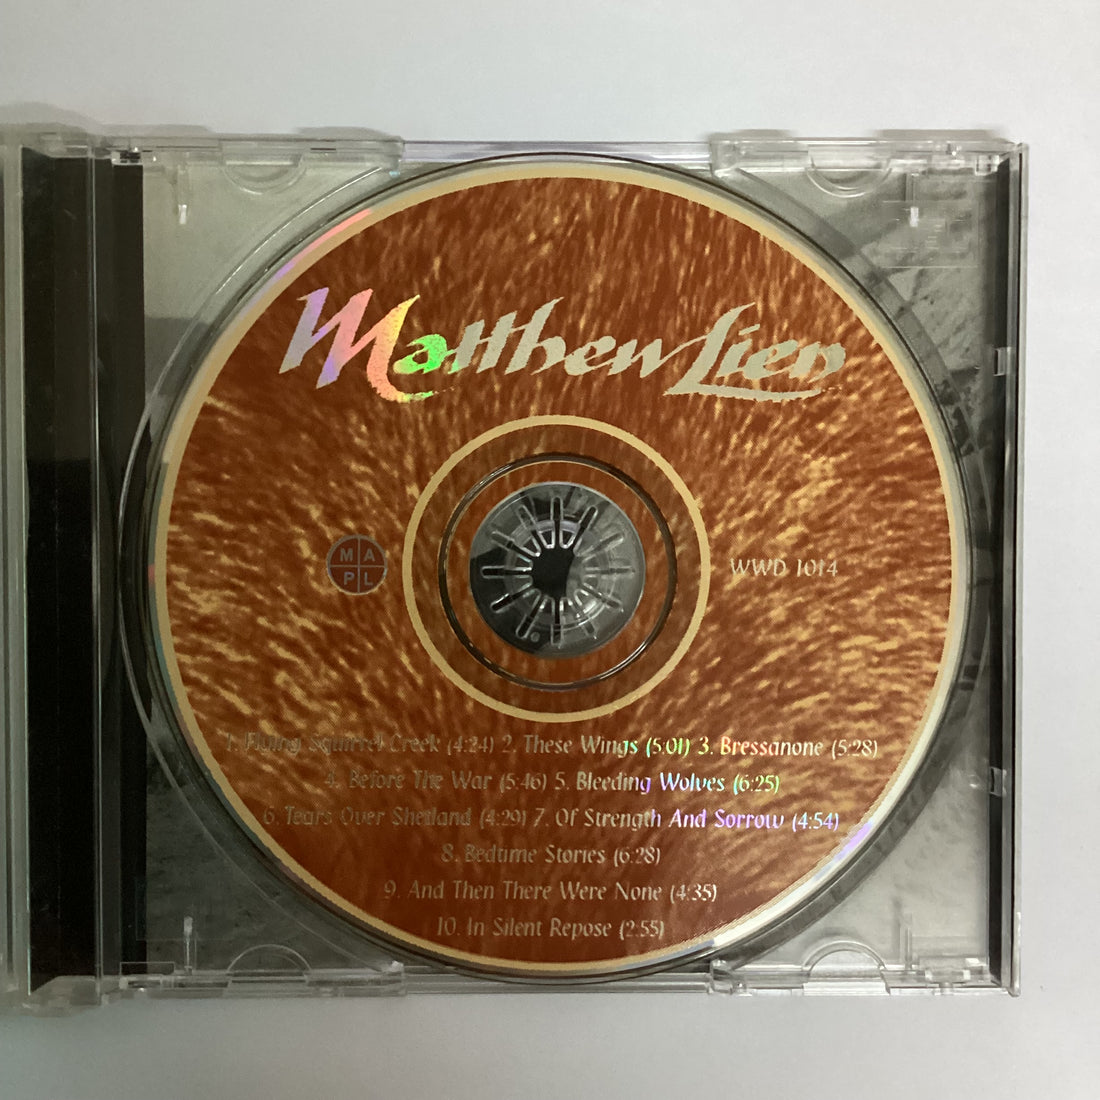 Matthew Lien
M A
P L
WWD 1014
1. Flying Squirrel Creek (4:24) 2. These Wings (5:01) 3. Bressanone (5:28)
4. Before The War (5:46) 5. Bleeding Wolves (6:25)
6. Tears Over Shetland (4:29) 7. Of Strength And Sorrow (4:54)
8. Bedtime Stories (6:28)
9. And Then There Were None (4:35)
10. In Silent Repose (2:55)